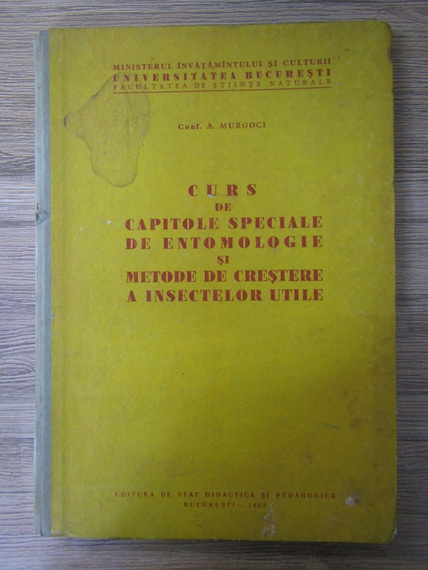 MINISTERUL ÎNVĂȚĂMÎNTULUI ȘI CULTURII
UNIVERSITATEA BUCUREȘTI
FACULTATEA DE ȘTIINȚE NATURALE
Conf. A. MURGOCI
CURS
DE
CAPITOLE SPECIALE
DE ENTOMOLOGIE
ȘI
METODE DE CREȘTERE
A INSECTELOR UTILE
EDITURA DE STAT DIDACTICĂ ȘI PEDAGOGICĂ
BUCUREȘTI –